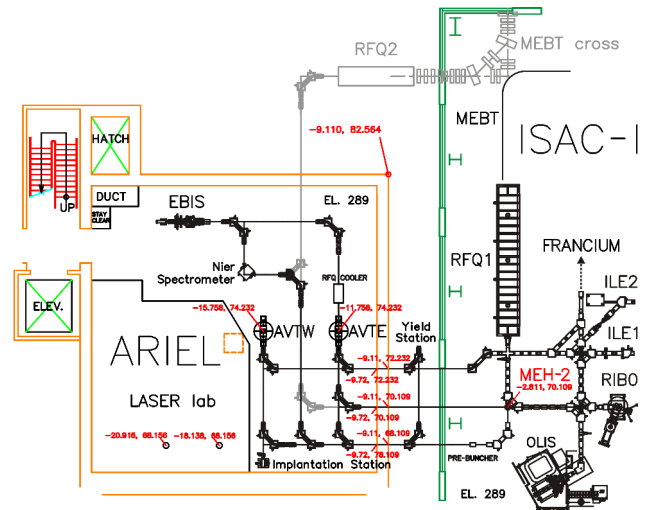 RFQ2
MEBT cross
MEBT
ISAC-I
-9.110, 82.564
HATCH
UP
DUCT
STAY
CLEAR
EBIS
EL. 289
Nier
Spectrometer
RFQ COOLER
RFQ1
FRANCIUM
ILE2
ILE1
RIB0
ELEV.
-15.758, 74.232
-11.758, 74.232
AVTW
AVTE
Yield
Station
ARIEL
LASER lab
-9.11, 72.232
-9.72, 72.232
MEH-2
-2.811, 70.109
-9.11, 70.109
-9.72, 70.109
-9.11, 68.109
-9.72, 78.109
-20.916, 68.156
-18.136, 68.156
Implantation Station
PRE-BUNCHER
OLIS
EL. 289